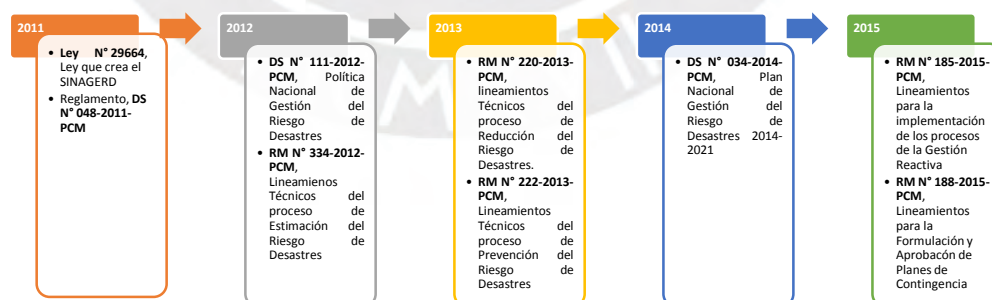 2011
• Ley N° 29664,
Ley que crea el
SINAGERD
• Reglamento, DS
N° 048-2011-
PCM
2012
• DS N° 111-2012-
PCM, Política
Nacional de
Gestión del
Riesgo de
Desastres
• RM N° 334-2012-
PCM,
Lineamienos
Técnicos del
proceso de
Estimación del
Riesgo de
Desastres
2013
• RM N° 220-2013-
PCM,
lineamientos
Técnicos del
proceso de
Reducción del
Riesgo de
Desastres.
• RM N° 222-2013-
PCM,
Lineamientos
Técnicos del
proceso de
Prevención del
Riesgo de
Desastres
2014
• DS N° 034-2014-
PCM, Plan
Nacional de
Gestión del
Riesgo de
Desastres 2014-
2021
2015
• RM N° 185-2015-
PCM,
Lineamientos
para la
implementación
de los procesos
de la Gestión
Reactiva
• RM N° 188-2015-
PCM,
Lineamientos
para la
Formulación y
Aprobacón de
Planes de
Contingencia